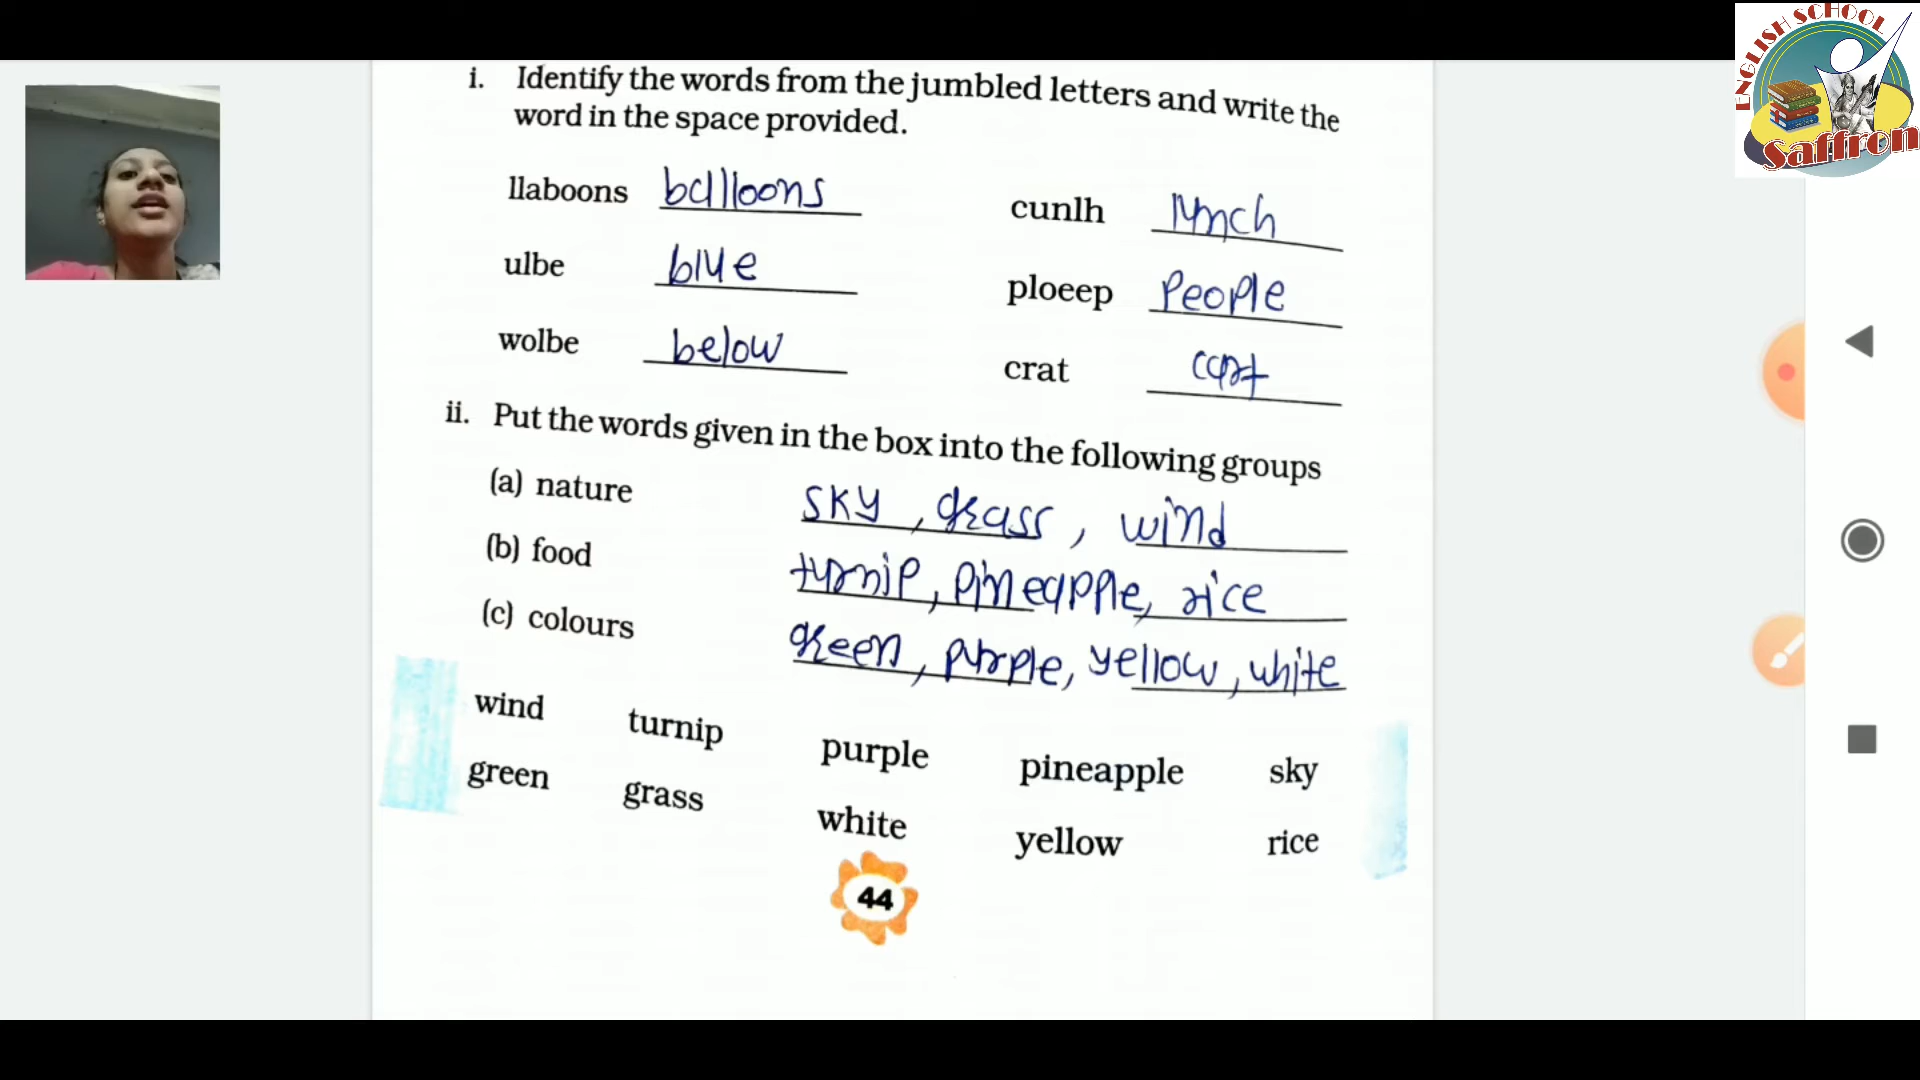 ENGLISH SCHOOL
Saffron
i. Identify the words from the jumbled letters and write the
word in the space provided.
llaboons balloons cunlh lunch
ulbe blue ploeep people
wolbe below crat cart
ii. Put the words given in the box into the following groups
(a) nature sky, grass, wind
(b) food turnip, pineapple, rice
(c) colours green, purple, yellow, white
wind turnip purple pineapple sky
green grass white yellow rice
44